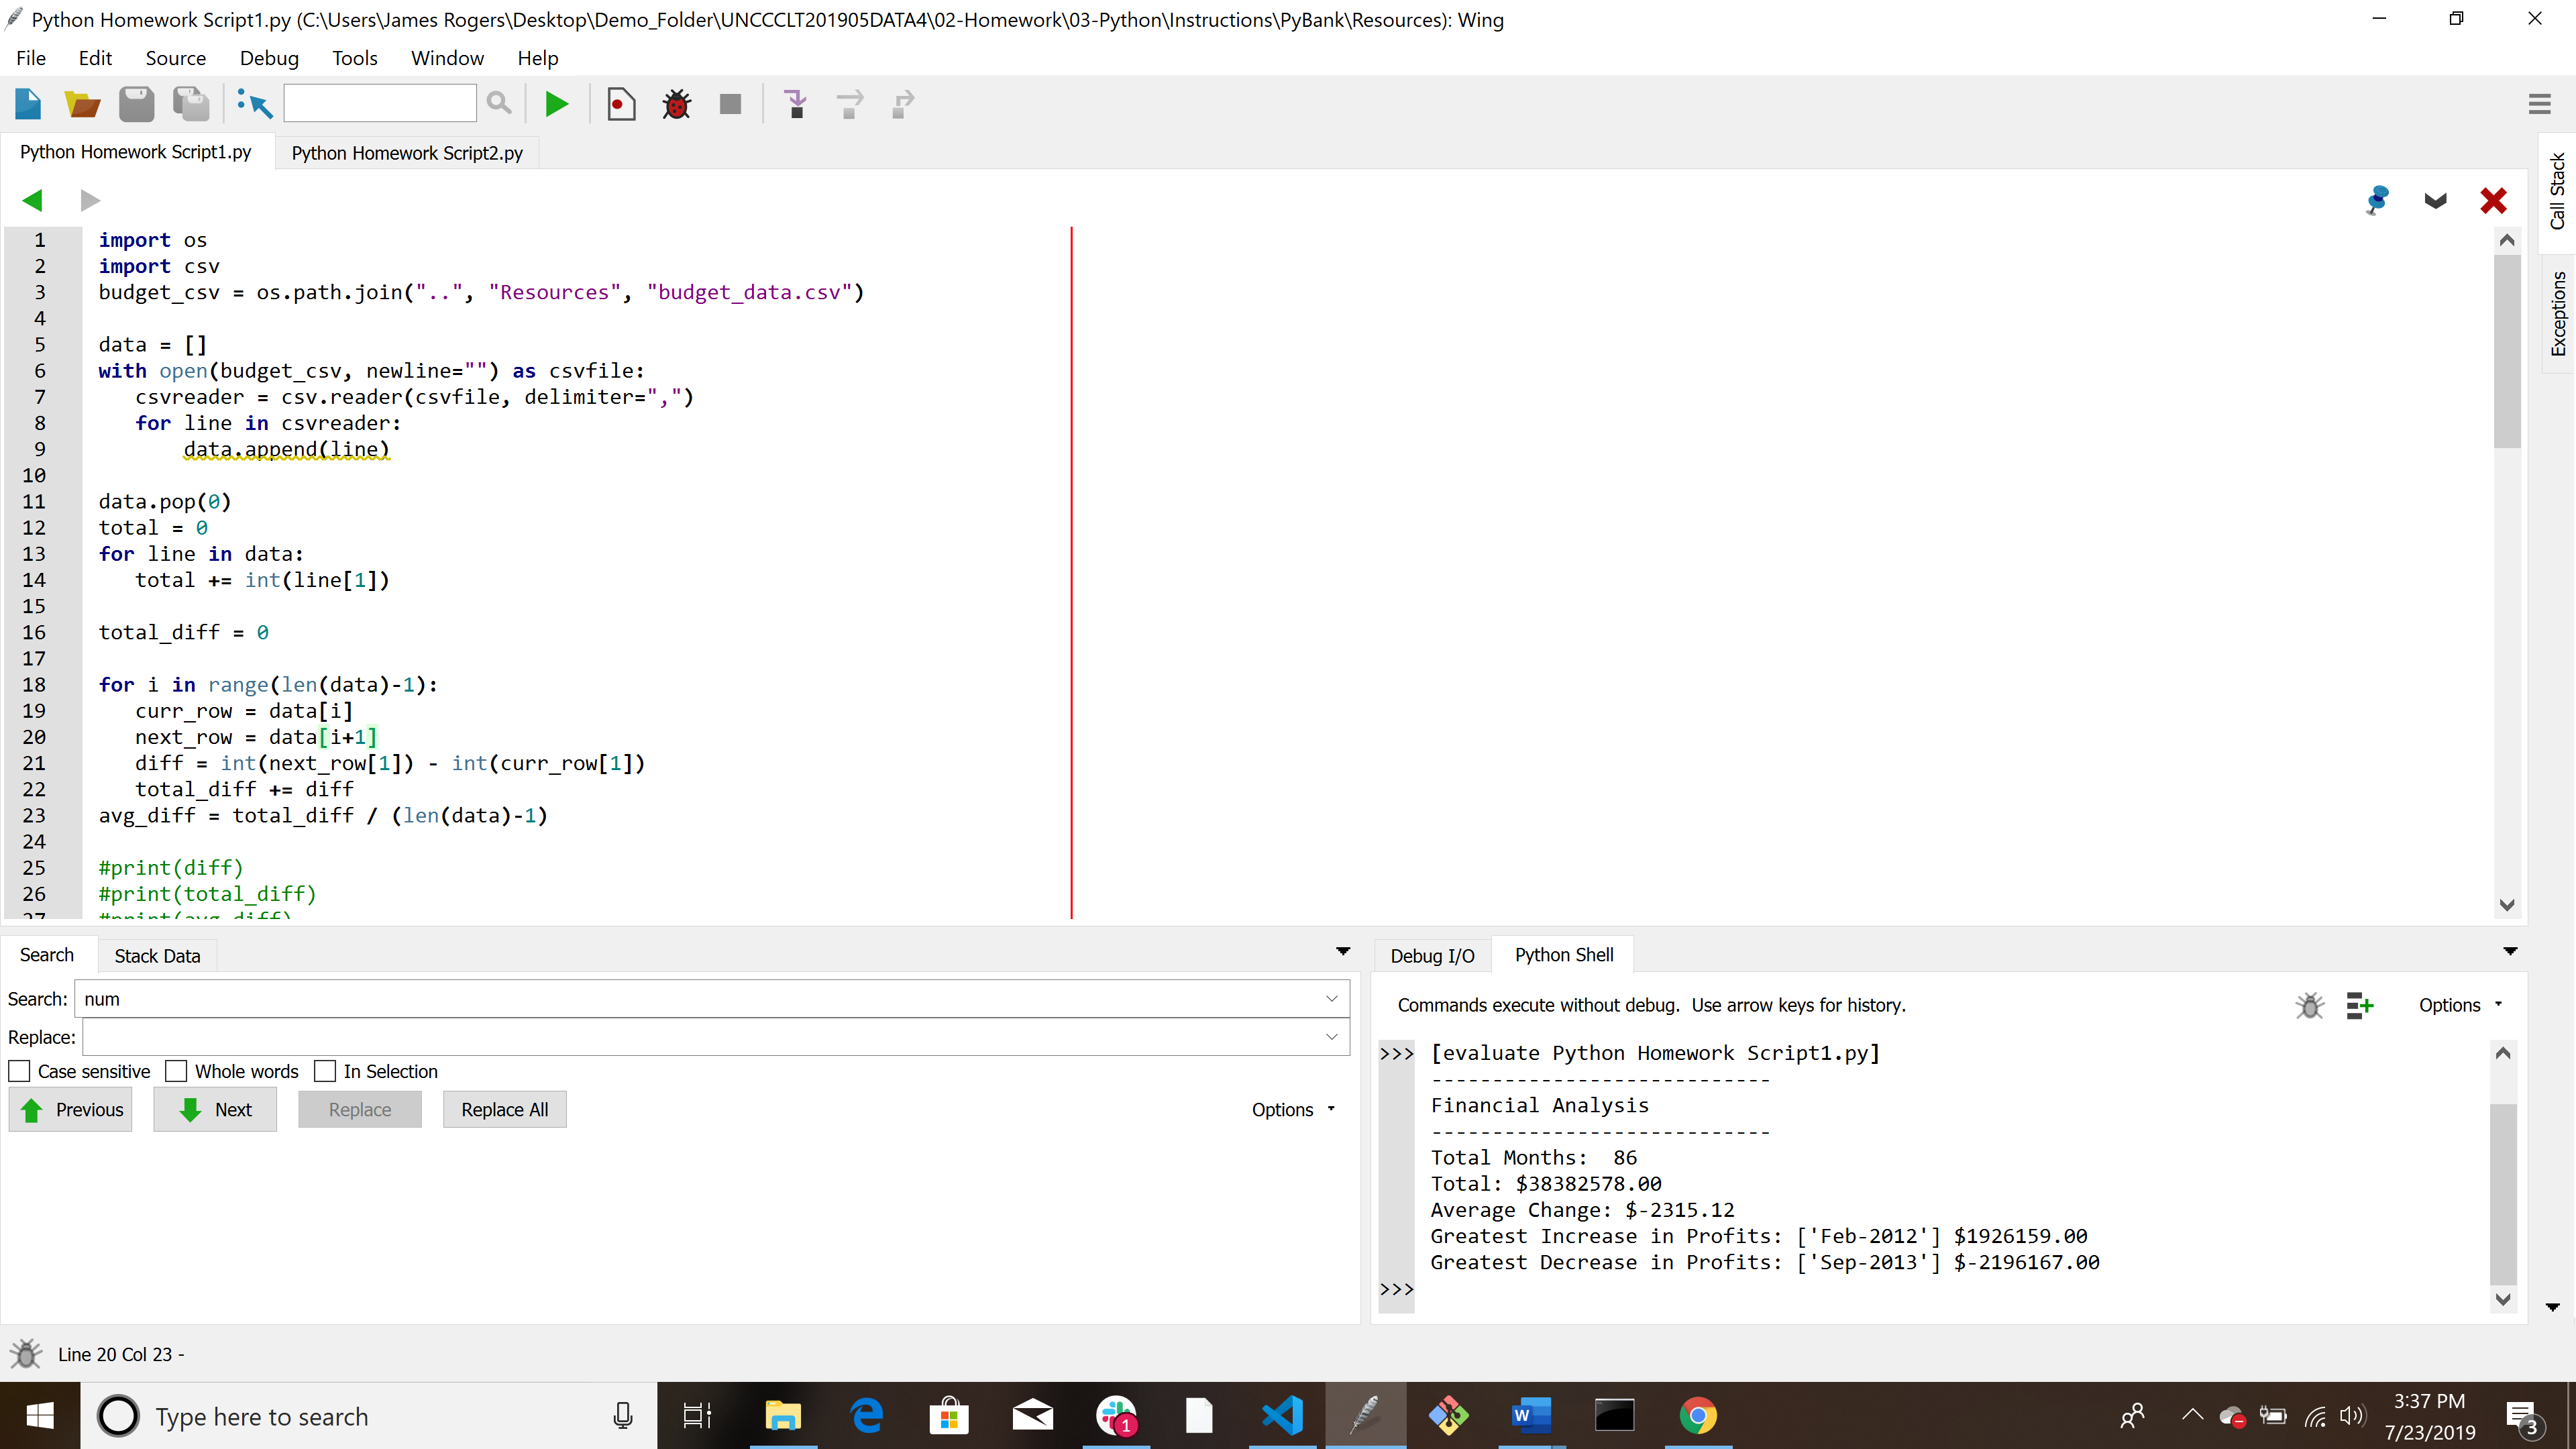 Python Homework Script1.py (C:\Users\James Rogers\Desktop\Demo_Folder\UNCCCLT201905DATA4\02-Homework\03-Python\Instructions\PyBank\Resources): Wing
File Edit Source Debug Tools Window Help
Python Homework Script1.py Python Homework Script2.py
Call Stack
Exceptions
1 import os
2 import csv
3 budget_csv = os.path.join("..", "Resources", "budget_data.csv")
4
5 data = []
6 with open(budget_csv, newline="") as csvfile:
7 csvreader = csv.reader(csvfile, delimiter=",")
8 for line in csvreader:
9 data.append(line)
10
11 data.pop(0)
12 total = 0
13 for line in data:
14 total += int(line[1])
15
16 total_diff = 0
17
18 for i in range(len(data)-1):
19 curr_row = data[i]
20 next_row = data[i+1]
21 diff = int(next_row[1]) - int(curr_row[1])
22 total_diff += diff
23 avg_diff = total_diff / (len(data)-1)
24
25 #print(diff)
26 #print(total_diff)
27 #print(avg_diff)
Search Stack Data
Search: num
Replace:
Case sensitive Whole words In Selection
Previous Next Replace Replace All Options
Debug I/O Python Shell
Commands execute without debug. Use arrow keys for history. Options
>>> [evaluate Python Homework Script1.py]
----------------------------
Financial Analysis
----------------------------
Total Months:  86
Total: $38382578.00
Average Change: $-2315.12
Greatest Increase in Profits: ['Feb-2012'] $1926159.00
Greatest Decrease in Profits: ['Sep-2013'] $-2196167.00
>>>
Line 20 Col 23 -
Type here to search
1
W
3:37 PM
7/23/2019
3